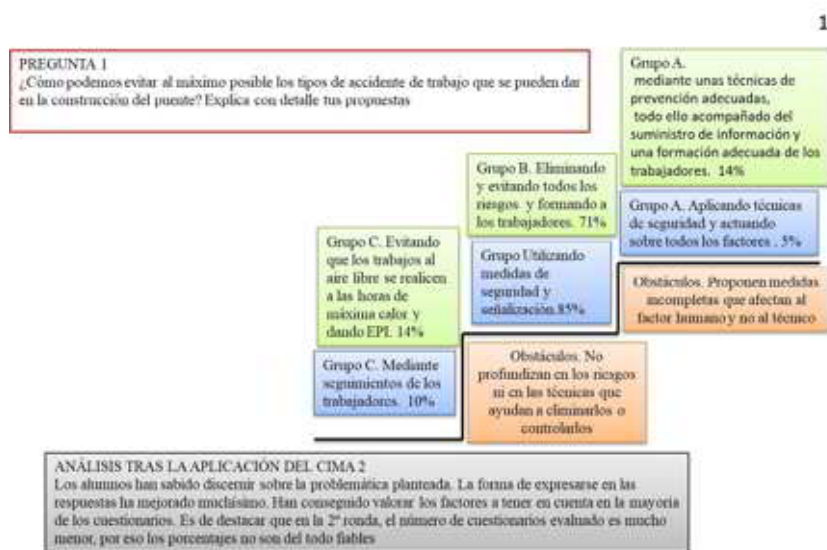 1
PREGUNTA 1
¿Cómo podemos evitar al máximo posible los tipos de accidente de trabajo que se pueden dar
en la construcción del puente? Explica con detalle tus propuestas
Grupo A.
mediante unas técnicas de
prevención adecuadas,
todo ello acompañado del
suministro de información y
una formación adecuada de los
trabajadores. 14%
Grupo B. Eliminando
y evitando todos los
riesgos y formando a
los trabajadores. 71%
Grupo A. Aplicando técnicas
de seguridad y actuando
sobre todos los factores . 5%
Grupo C. Evitando
que los trabajos al
aire libre se realicen
a las horas de
máxima calor y
dando EPI. 14%
Grupo Utilizando
medidas de
seguridad y
señalización.85%
Obstáculos. Proponen medidas
incompletas que afectan al
factor humano y no al técnico
Grupo C. Mediante
seguimientos de los
trabajadores. 10%
Obstáculos. No
profundizan en los riesgos
ni en las técnicas que
ayudan a eliminarlos o
controlarlos
ANÁLISIS TRAS LA APLICACIÓN DEL CIMA 2
Los alumnos han sabido discernir sobre la problemática planteada. La forma de expresarse en las
respuestas ha mejorado muchísimo. Han conseguido valorar los factores a tener en cuenta en la mayoría
de los cuestionarios. Es de destacar que en la 2ª ronda, el número de cuestionarios evaluado es mucho
menor, por eso los porcentajes no son del todo fiables